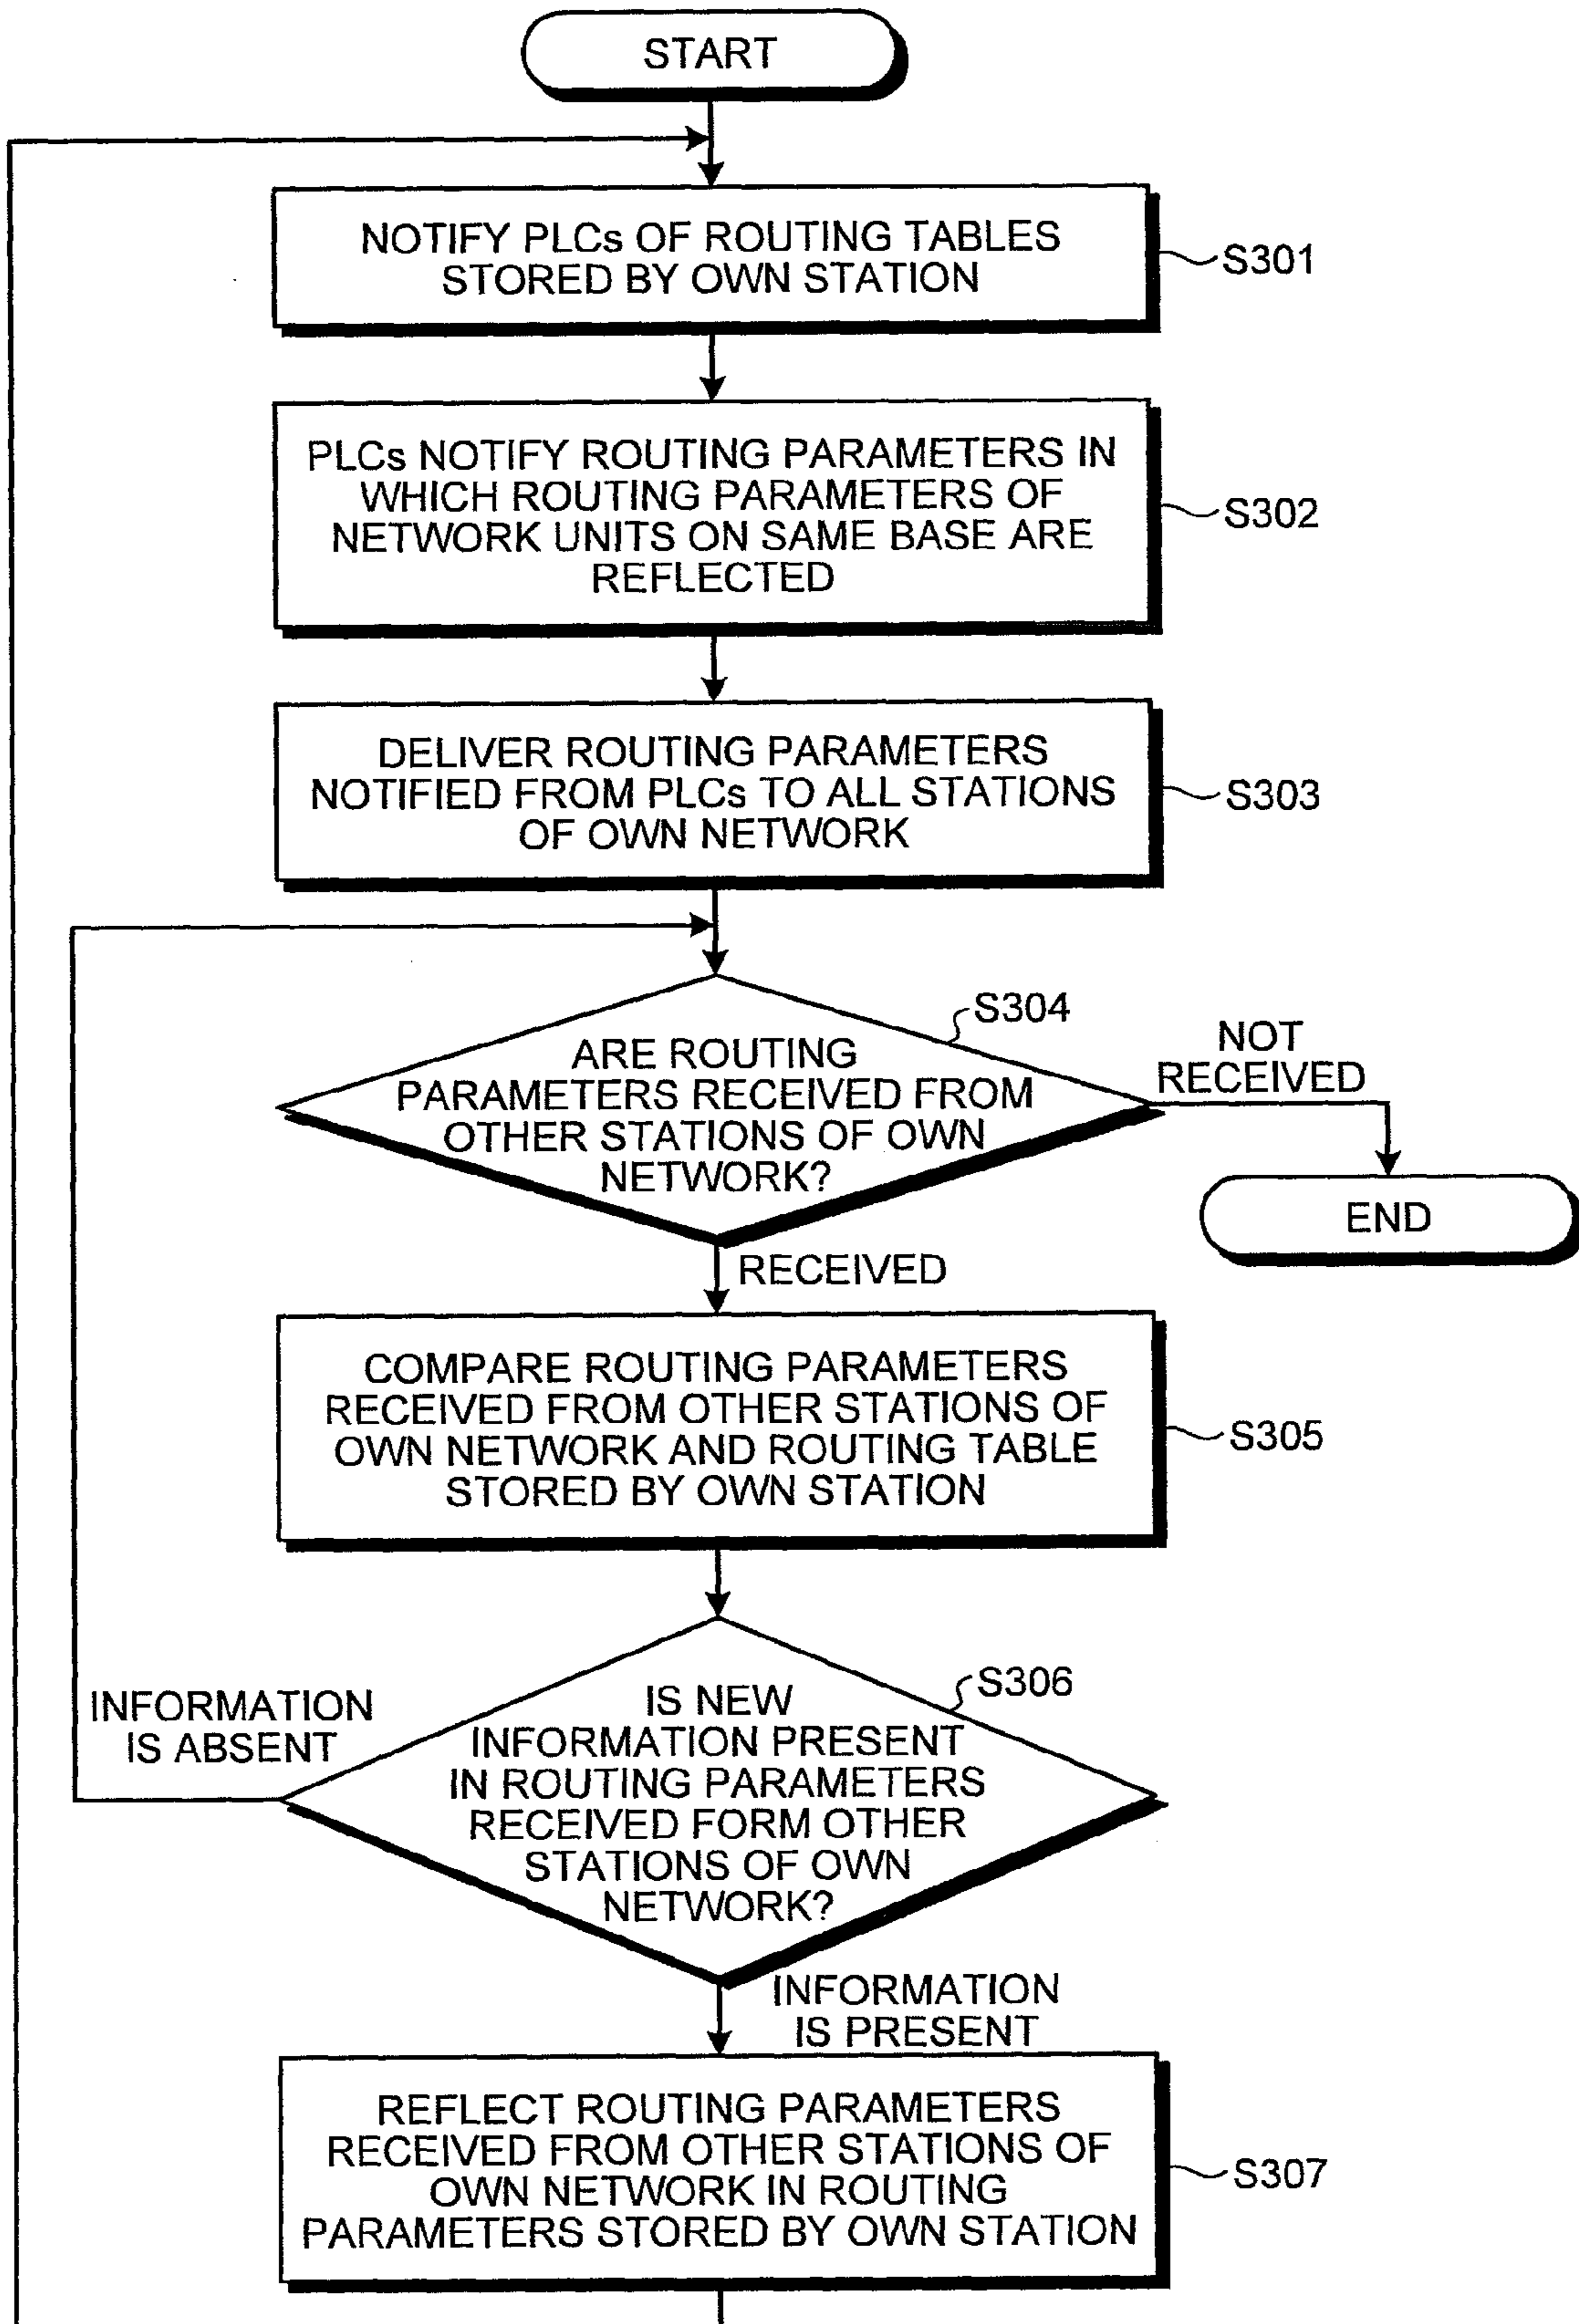 START
NOTIFY PLCs OF ROUTING TABLES
STORED BY OWN STATION
S301
PLCs NOTIFY ROUTING PARAMETERS IN
WHICH ROUTING PARAMETERS OF
NETWORK UNITS ON SAME BASE ARE
REFLECTED
S302
DELIVER ROUTING PARAMETERS
NOTIFIED FROM PLCs TO ALL STATIONS
OF OWN NETWORK
S303
S304
ARE ROUTING
PARAMETERS RECEIVED FROM
OTHER STATIONS OF OWN
NETWORK?
NOT
RECEIVED
END
RECEIVED
COMPARE ROUTING PARAMETERS
RECEIVED FROM OTHER STATIONS OF
OWN NETWORK AND ROUTING TABLE
STORED BY OWN STATION
S305
S306
IS NEW
INFORMATION PRESENT
IN ROUTING PARAMETERS
RECEIVED FORM OTHER
STATIONS OF OWN
NETWORK?
INFORMATION
IS ABSENT
INFORMATION
IS PRESENT
REFLECT ROUTING PARAMETERS
RECEIVED FROM OTHER STATIONS OF
OWN NETWORK IN ROUTING
PARAMETERS STORED BY OWN STATION
S307